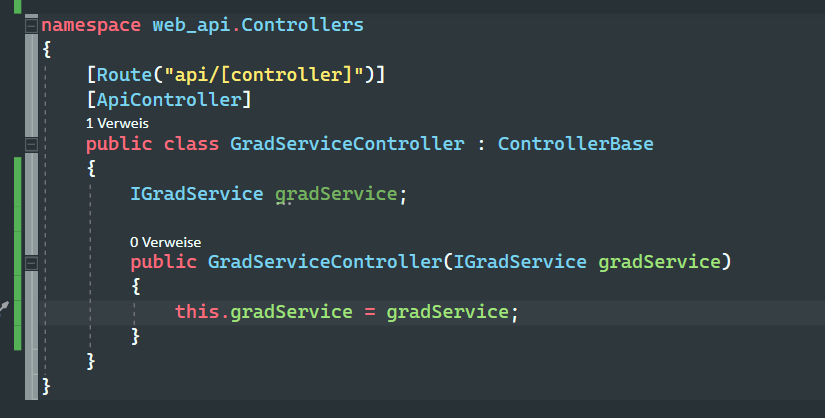 namespace web_api.Controllers
{
[Route("api/[controller]")]
[ApiController]
1 Verweis
public class GradServiceController : ControllerBase
{
IGradService gradService;
0 Verweise
public GradServiceController(IGradService gradService)
{
this.gradService = gradService;
}
}
}